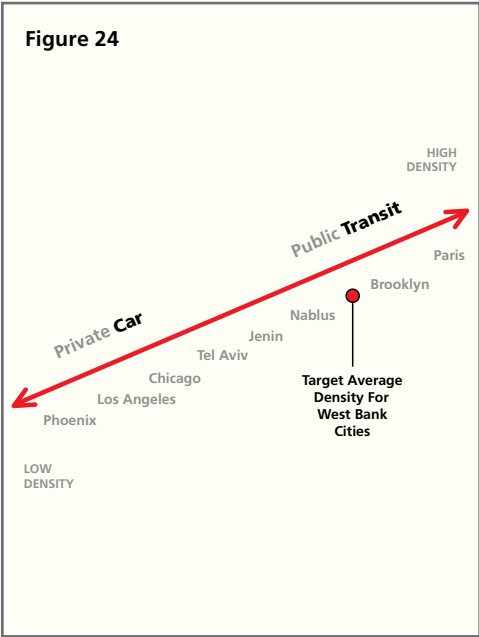 Figure 24
HIGH
DENSITY
Public Transit
Paris
Brooklyn
Nablus
Private Car
Jenin
Tel Aviv
Chicago
Los Angeles
Phoenix
Target Average
Density For
West Bank
Cities
LOW
DENSITY